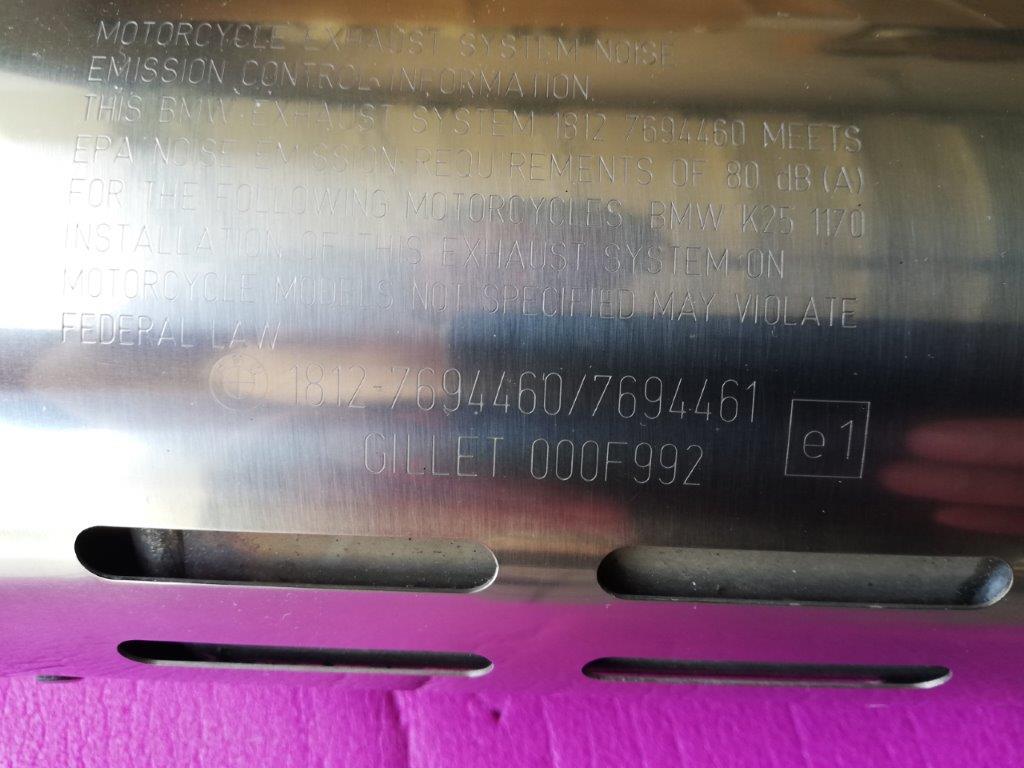 MOTORCYCLE EXHAUST SYSTEM NOISE
EMISSION CONTROL INFORMATION.
THIS BMW EXHAUST SYSTEM 1812 7694460 MEETS
EPA NOISE EMISSION REQUIREMENTS OF 80 dB (A)
FOR THE FOLLOWING MOTORCYCLES: BMW K25 1170
INSTALLATION OF THIS EXHAUST SYSTEM ON
MOTORCYCLE MODELS NOT SPECIFIED MAY VIOLATE
FEDERAL LAW
H 1812-7694460/7694461
GILLET 000F992
e1